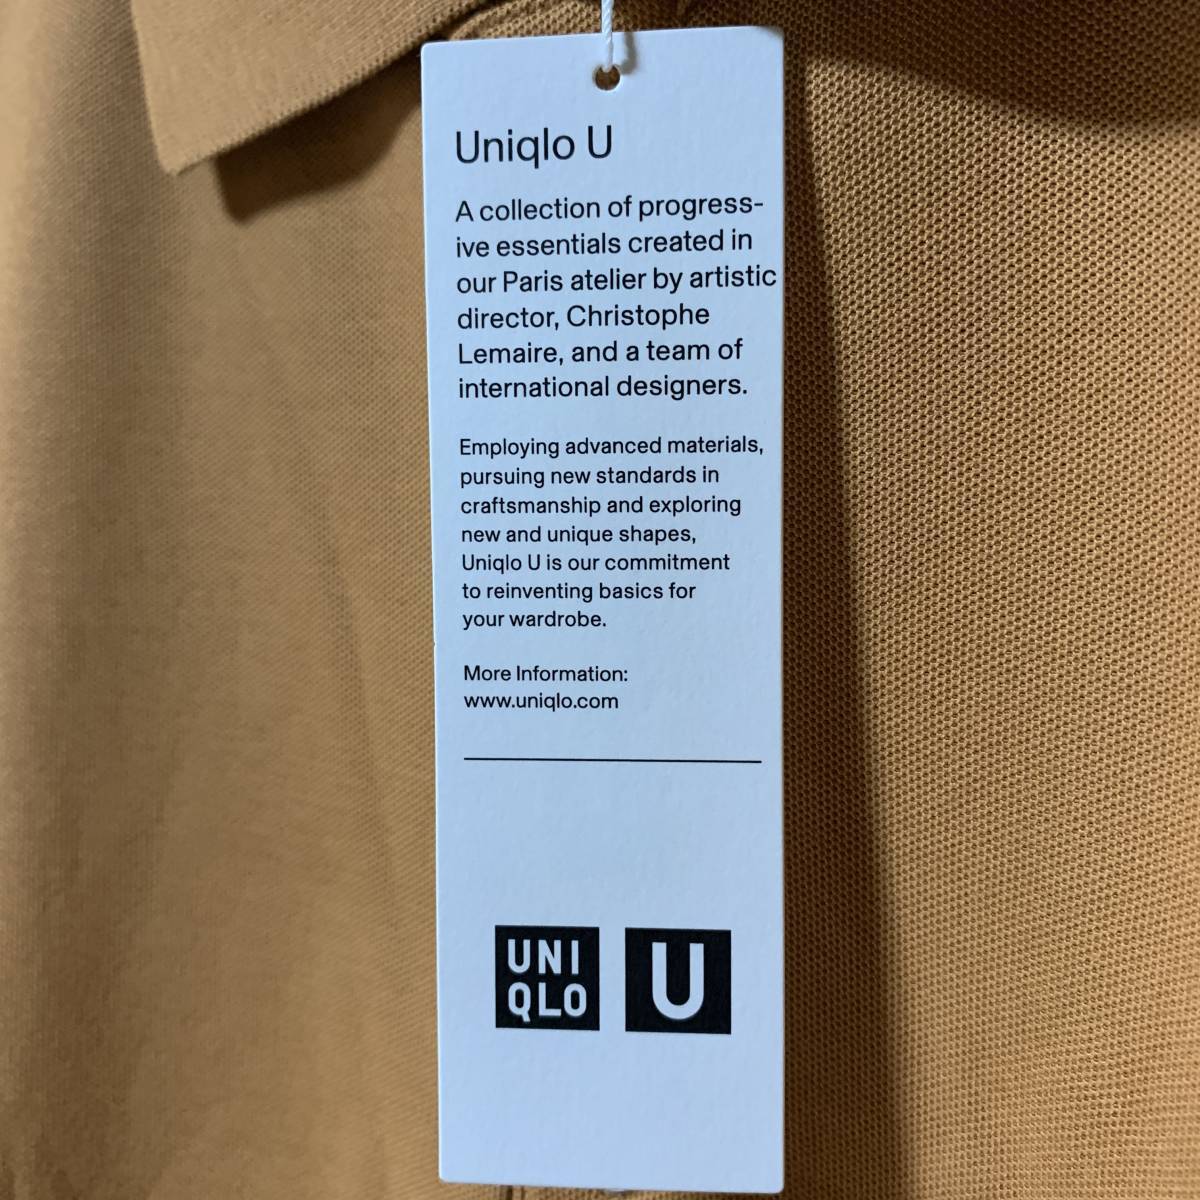 Uniqlo U
A collection of progress-
ive essentials created in
our Paris atelier by artistic
director, Christophe
Lemaire, and a team of
international designers.
Employing advanced materials,
pursuing new standards in
craftsmanship and exploring
new and unique shapes,
Uniqlo U is our commitment
to reinventing basics for
your wardrobe.
More Information:
www.uniqlo.com
UNI
QLO
U